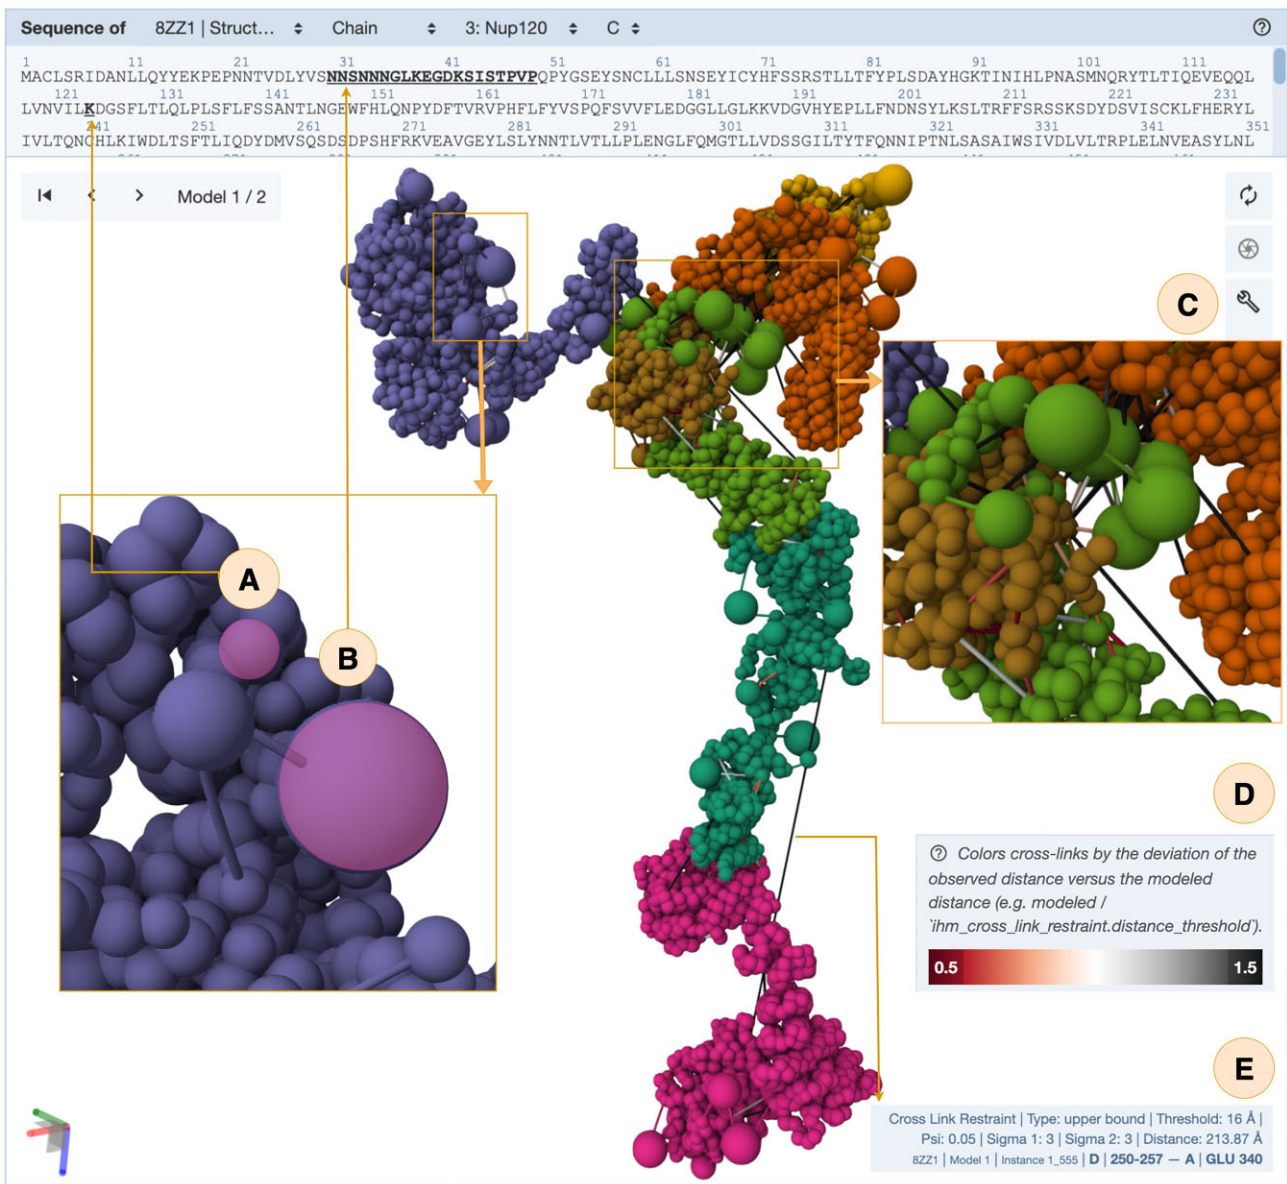 Sequence of 8ZZ1 | Struct... Chain 3: Nup120 C
1 11 21 31 41 51 61 71 81 91 101 111
MACLSRIDANLLQYYEKPEPNNTVDLYVSNNSNNNGLKEGDKSISTPVPQPYGSEYSNCLLLSNSEYICYHFSSRSTLLTFYPLSDAYHGKTINIHLPNASMNQRYTLTIQEVEQQL
121 131 141 151 161 171 181 191 201 211 221 231
LVNVILKDGSFLTLQLPLSFLFSSANTLNGEWFHLQNPYDFTVRVPHFLFYVSPQFSVVFLEDGGLLGLKKVDGVHYEPLLFNDNSYLKSLTRFFSRSSKSDYDSVISCKLFHERYL
241 251 261 271 281 291 301 311 321 331 341 351
IVLTQNCHLKIWDLTSFTLIQDYDMVSQSDSDPSHFRKVEAVGEYLSLYNNTLVTLLPLENGLFQMGTLLVDSSGILTYTFQNNIPTNLSASAIWSIVDLVLTRPLELNVEASYLNL
Model 1 / 2
C
A
B
D
Colors cross-links by the deviation of the
observed distance versus the modeled
distance (e.g. modeled /
`ihm_cross_link_restraint.distance_threshold`).
0.5 1.5
E
Cross Link Restraint | Type: upper bound | Threshold: 16 Å |
Psi: 0.05 | Sigma 1: 3 | Sigma 2: 3 | Distance: 213.87 Å
8ZZ1 | Model 1 | Instance 1_555 | D | 250-257 — A | GLU 340